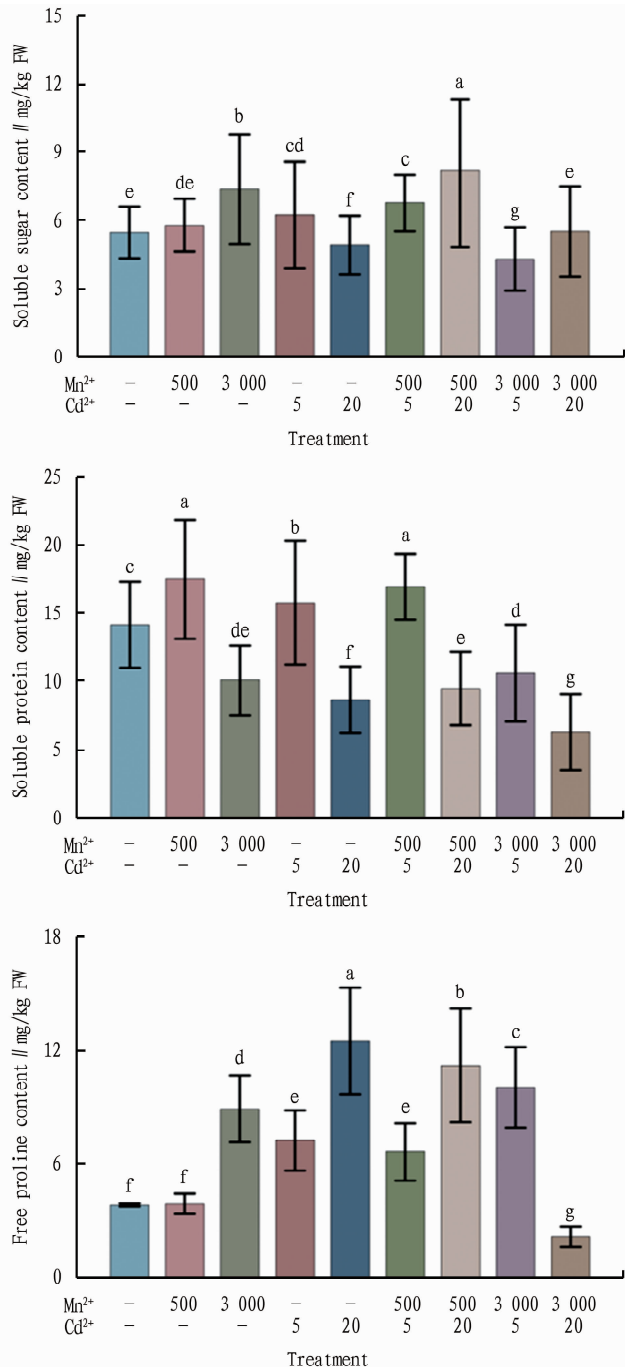 Soluble sugar content // mg/kg FW
15
12
9
6
3
0
e de b cd f c a g e
Mn²⁺ – 500 3 000 – – 500 500 3 000 3 000
Cd²⁺ – – – 5 20 5 20 5 20
Treatment
Soluble protein content // mg/kg FW
25
20
15
10
5
0
c a de b f a e d g
Mn²⁺ – 500 3 000 – – 500 500 3 000 3 000
Cd²⁺ – – – 5 20 5 20 5 20
Treatment
Free proline content // mg/kg FW
18
12
6
0
f f d e a e b c g
Mn²⁺ – 500 3 000 – – 500 500 3 000 3 000
Cd²⁺ – – – 5 20 5 20 5 20
Treatment